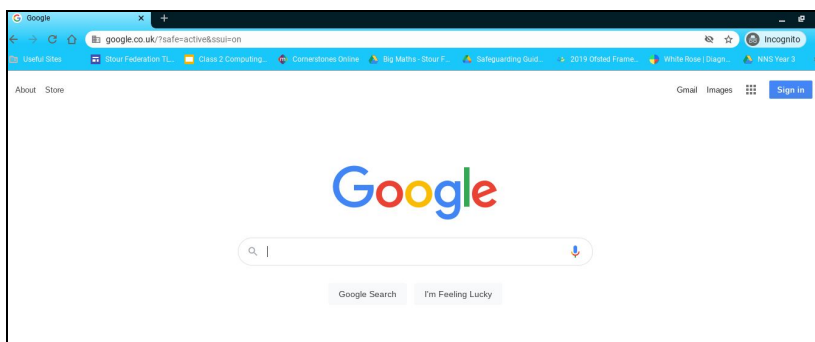 Google
google.co.uk/?safe=active&ssui=on
Incognito
Useful Sites Stour Federation TL... Class 2 Computing... Cornerstones Online Big Maths - Stour F... Safeguarding Guid... 2019 Ofsted Frame... White Rose | Diagn... NNS Year 3
About Store Gmail Images Sign in
Google
Google Search I'm Feeling Lucky